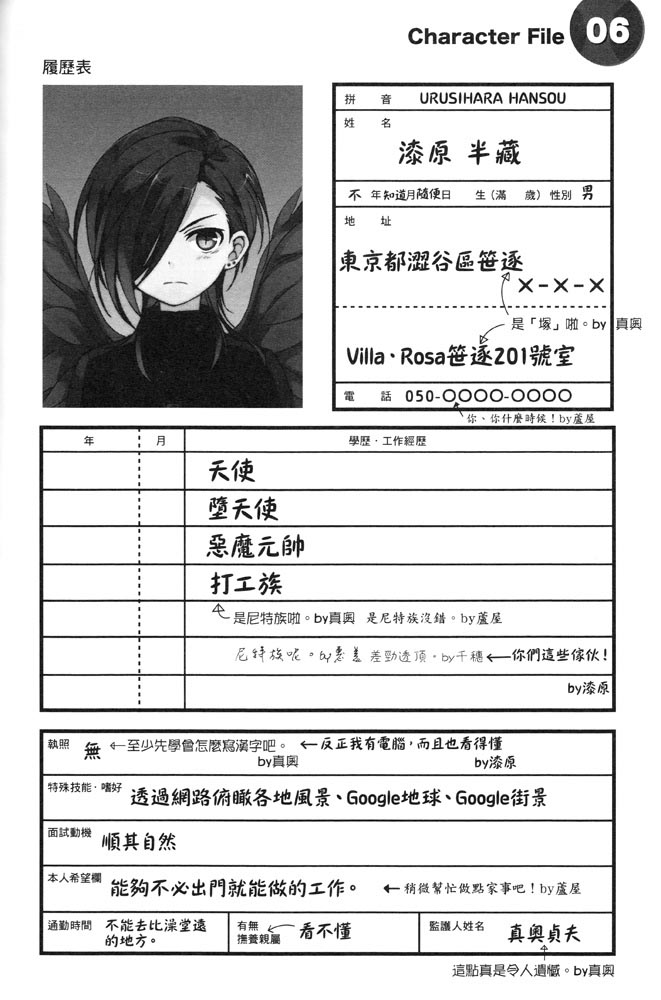 Character File 06
履歷表
拼音 URUSIHARA HANSOU
姓名
漆原 半藏
不 年知道月隨便日 生（滿 歲）性別 男
地址
東京都澀谷區笹逐
×-×-×
是「塚」啦。by 真奧
Villa·Rosa笹逐201號室
電話 050-○○○○-○○○○
你、你什麼時候！by蘆屋
年 月 學歷·工作經歷
天使
墮天使
惡魔元帥
打工族
是尼特族啦。by真奧 是尼特族沒錯。by蘆屋
尼特族呢。by惠美 差勁透頂。by千穗 ←你們這些傢伙！
by漆原
執照 無 ←至少先學會怎麼寫漢字吧。 ←反正我有電腦，而且也看得懂
by真奧 by漆原
特殊技能·嗜好 透過網路俯瞰各地風景、Google地球、Google街景
面試動機 順其自然
本人希望欄 能夠不必出門就能做的工作。 ←稍微幫忙做點家事吧！by蘆屋
通勤時間 不能去比澡堂遠
的地方。
有無
撫養親屬 看不懂
監護人姓名 真奧貞夫
這點真是令人遺憾。by真奧